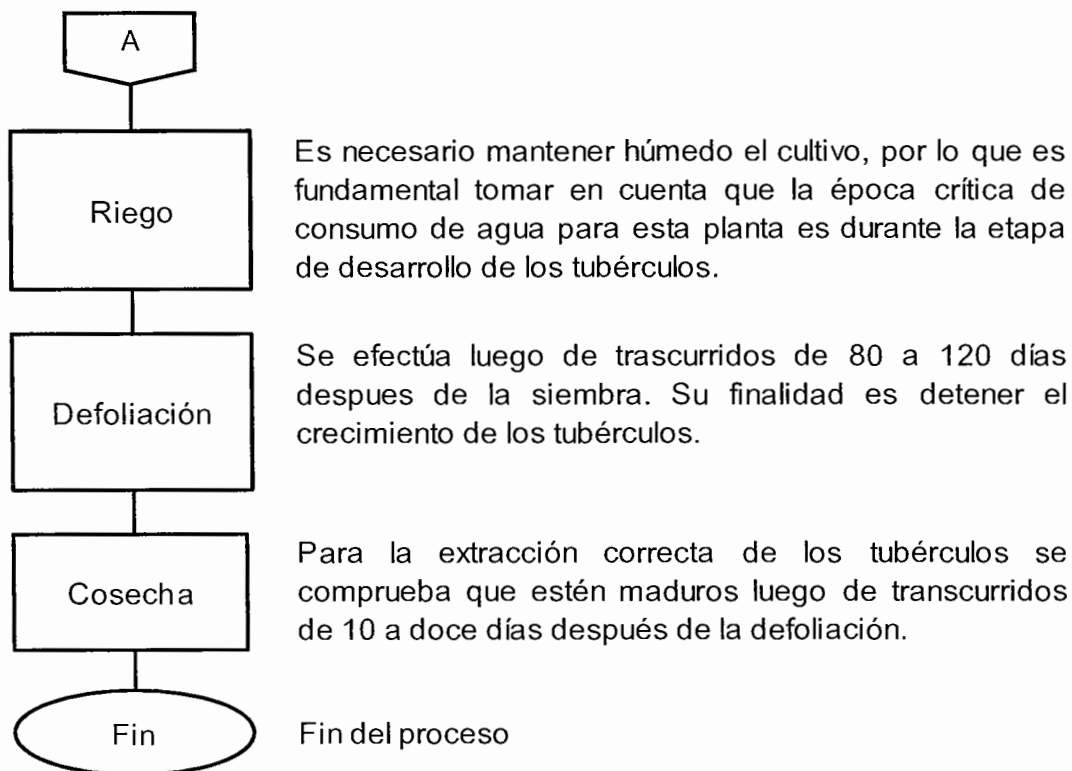 A
Riego
Es necesario mantener húmedo el cultivo, por lo que es
fundamental tomar en cuenta que la época crítica de
consumo de agua para esta planta es durante la etapa
de desarrollo de los tubérculos.
Defoliación
Se efectúa luego de trascurridos de 80 a 120 días
despues de la siembra. Su finalidad es detener el
crecimiento de los tubérculos.
Cosecha
Para la extracción correcta de los tubérculos se
comprueba que estén maduros luego de transcurridos
de 10 a doce días después de la defoliación.
Fin
Fin del proceso